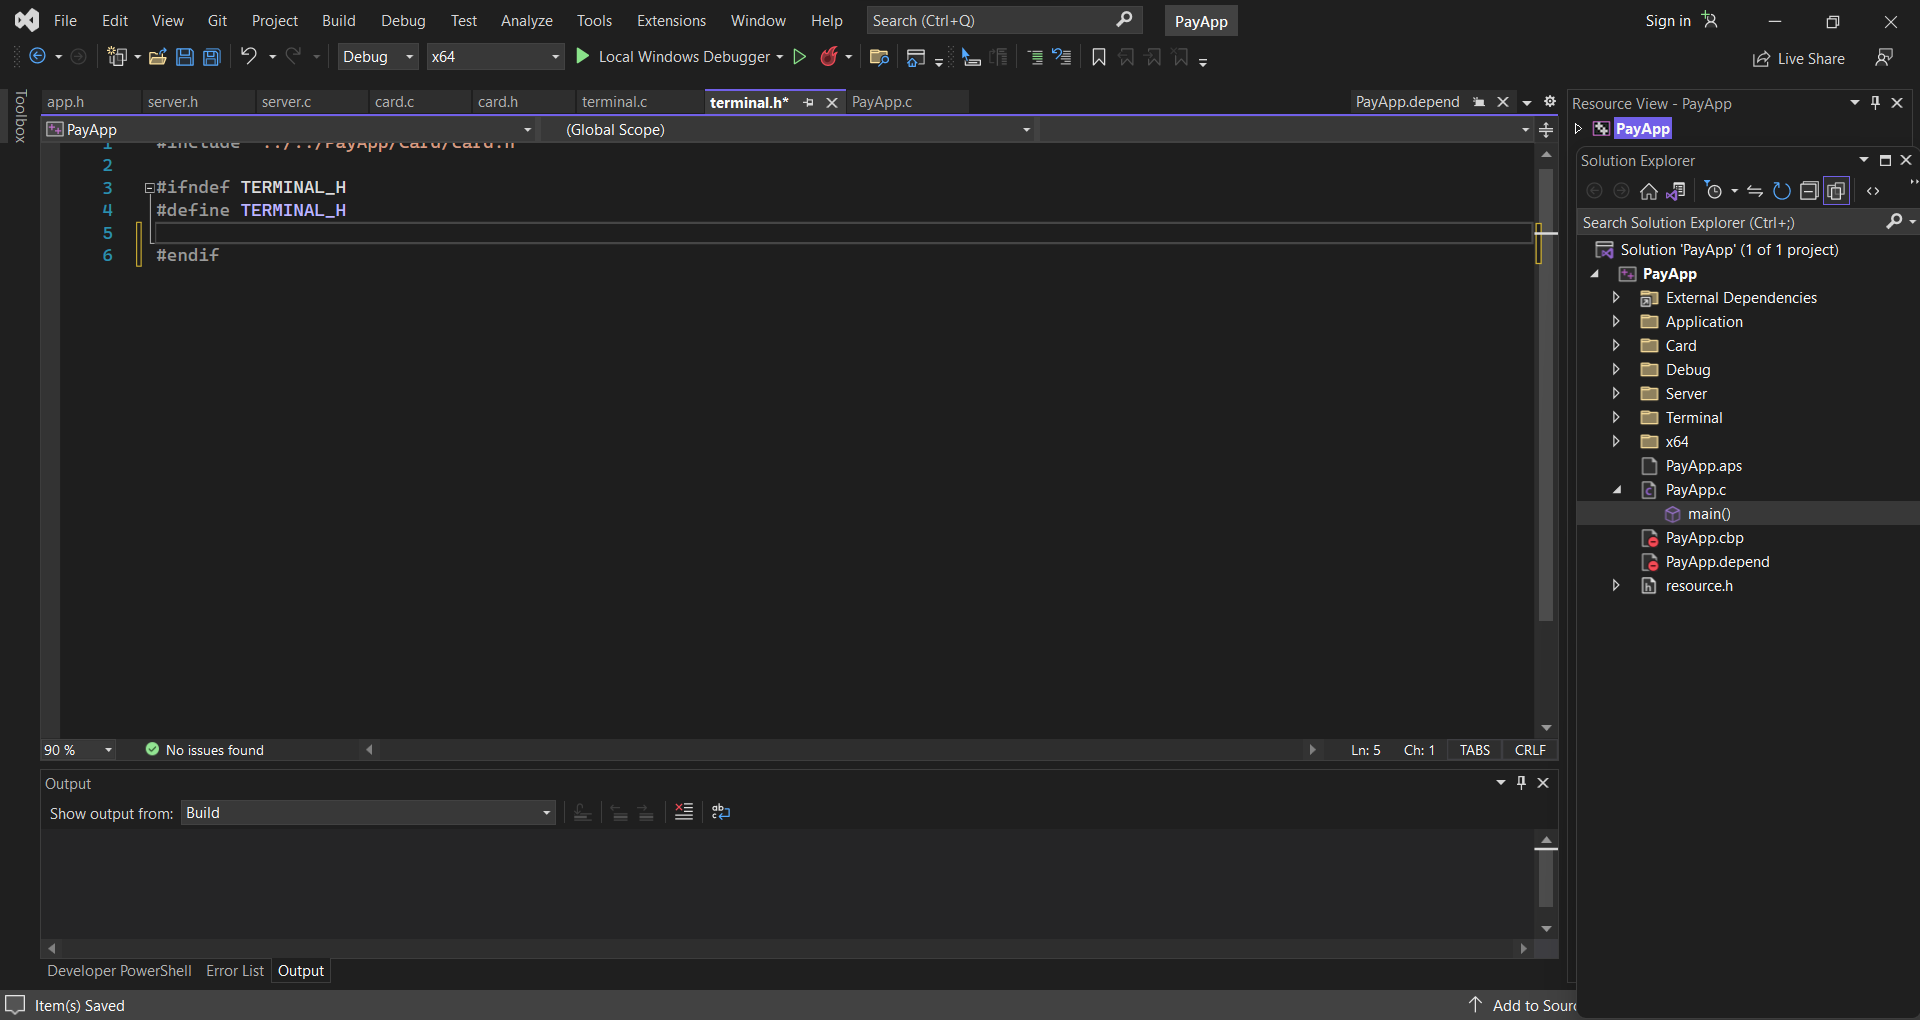 File Edit View Git Project Build Debug Test Analyze Tools Extensions Window Help Search (Ctrl+Q) PayApp Sign in
Debug x64 Local Windows Debugger Live Share
Toolbox
app.h server.h server.c card.c card.h terminal.c terminal.h* PayApp.c PayApp.depend
PayApp (Global Scope)
1 #include "../../PayApp/Card/card.h"
2
3 #ifndef TERMINAL_H
4 #define TERMINAL_H
5
6 #endif
90 % No issues found Ln: 5 Ch: 1 TABS CRLF
Output
Show output from: Build
Developer PowerShell Error List Output
Resource View - PayApp
PayApp
Solution Explorer
Search Solution Explorer (Ctrl+;)
Solution 'PayApp' (1 of 1 project)
PayApp
External Dependencies
Application
Card
Debug
Server
Terminal
x64
PayApp.aps
PayApp.c
main()
PayApp.cbp
PayApp.depend
resource.h
Item(s) Saved Add to Sour